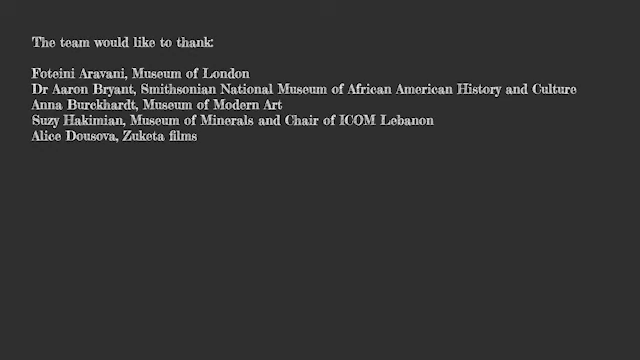 The team would like to thank:
Foteini Aravani, Museum of London
Dr Aaron Bryant, Smithsonian National Museum of African American History and Culture
Anna Burckhardt, Museum of Modern Art
Suzy Hakimian, Museum of Minerals and Chair of ICOM Lebanon
Alice Dousova, Zuketa films